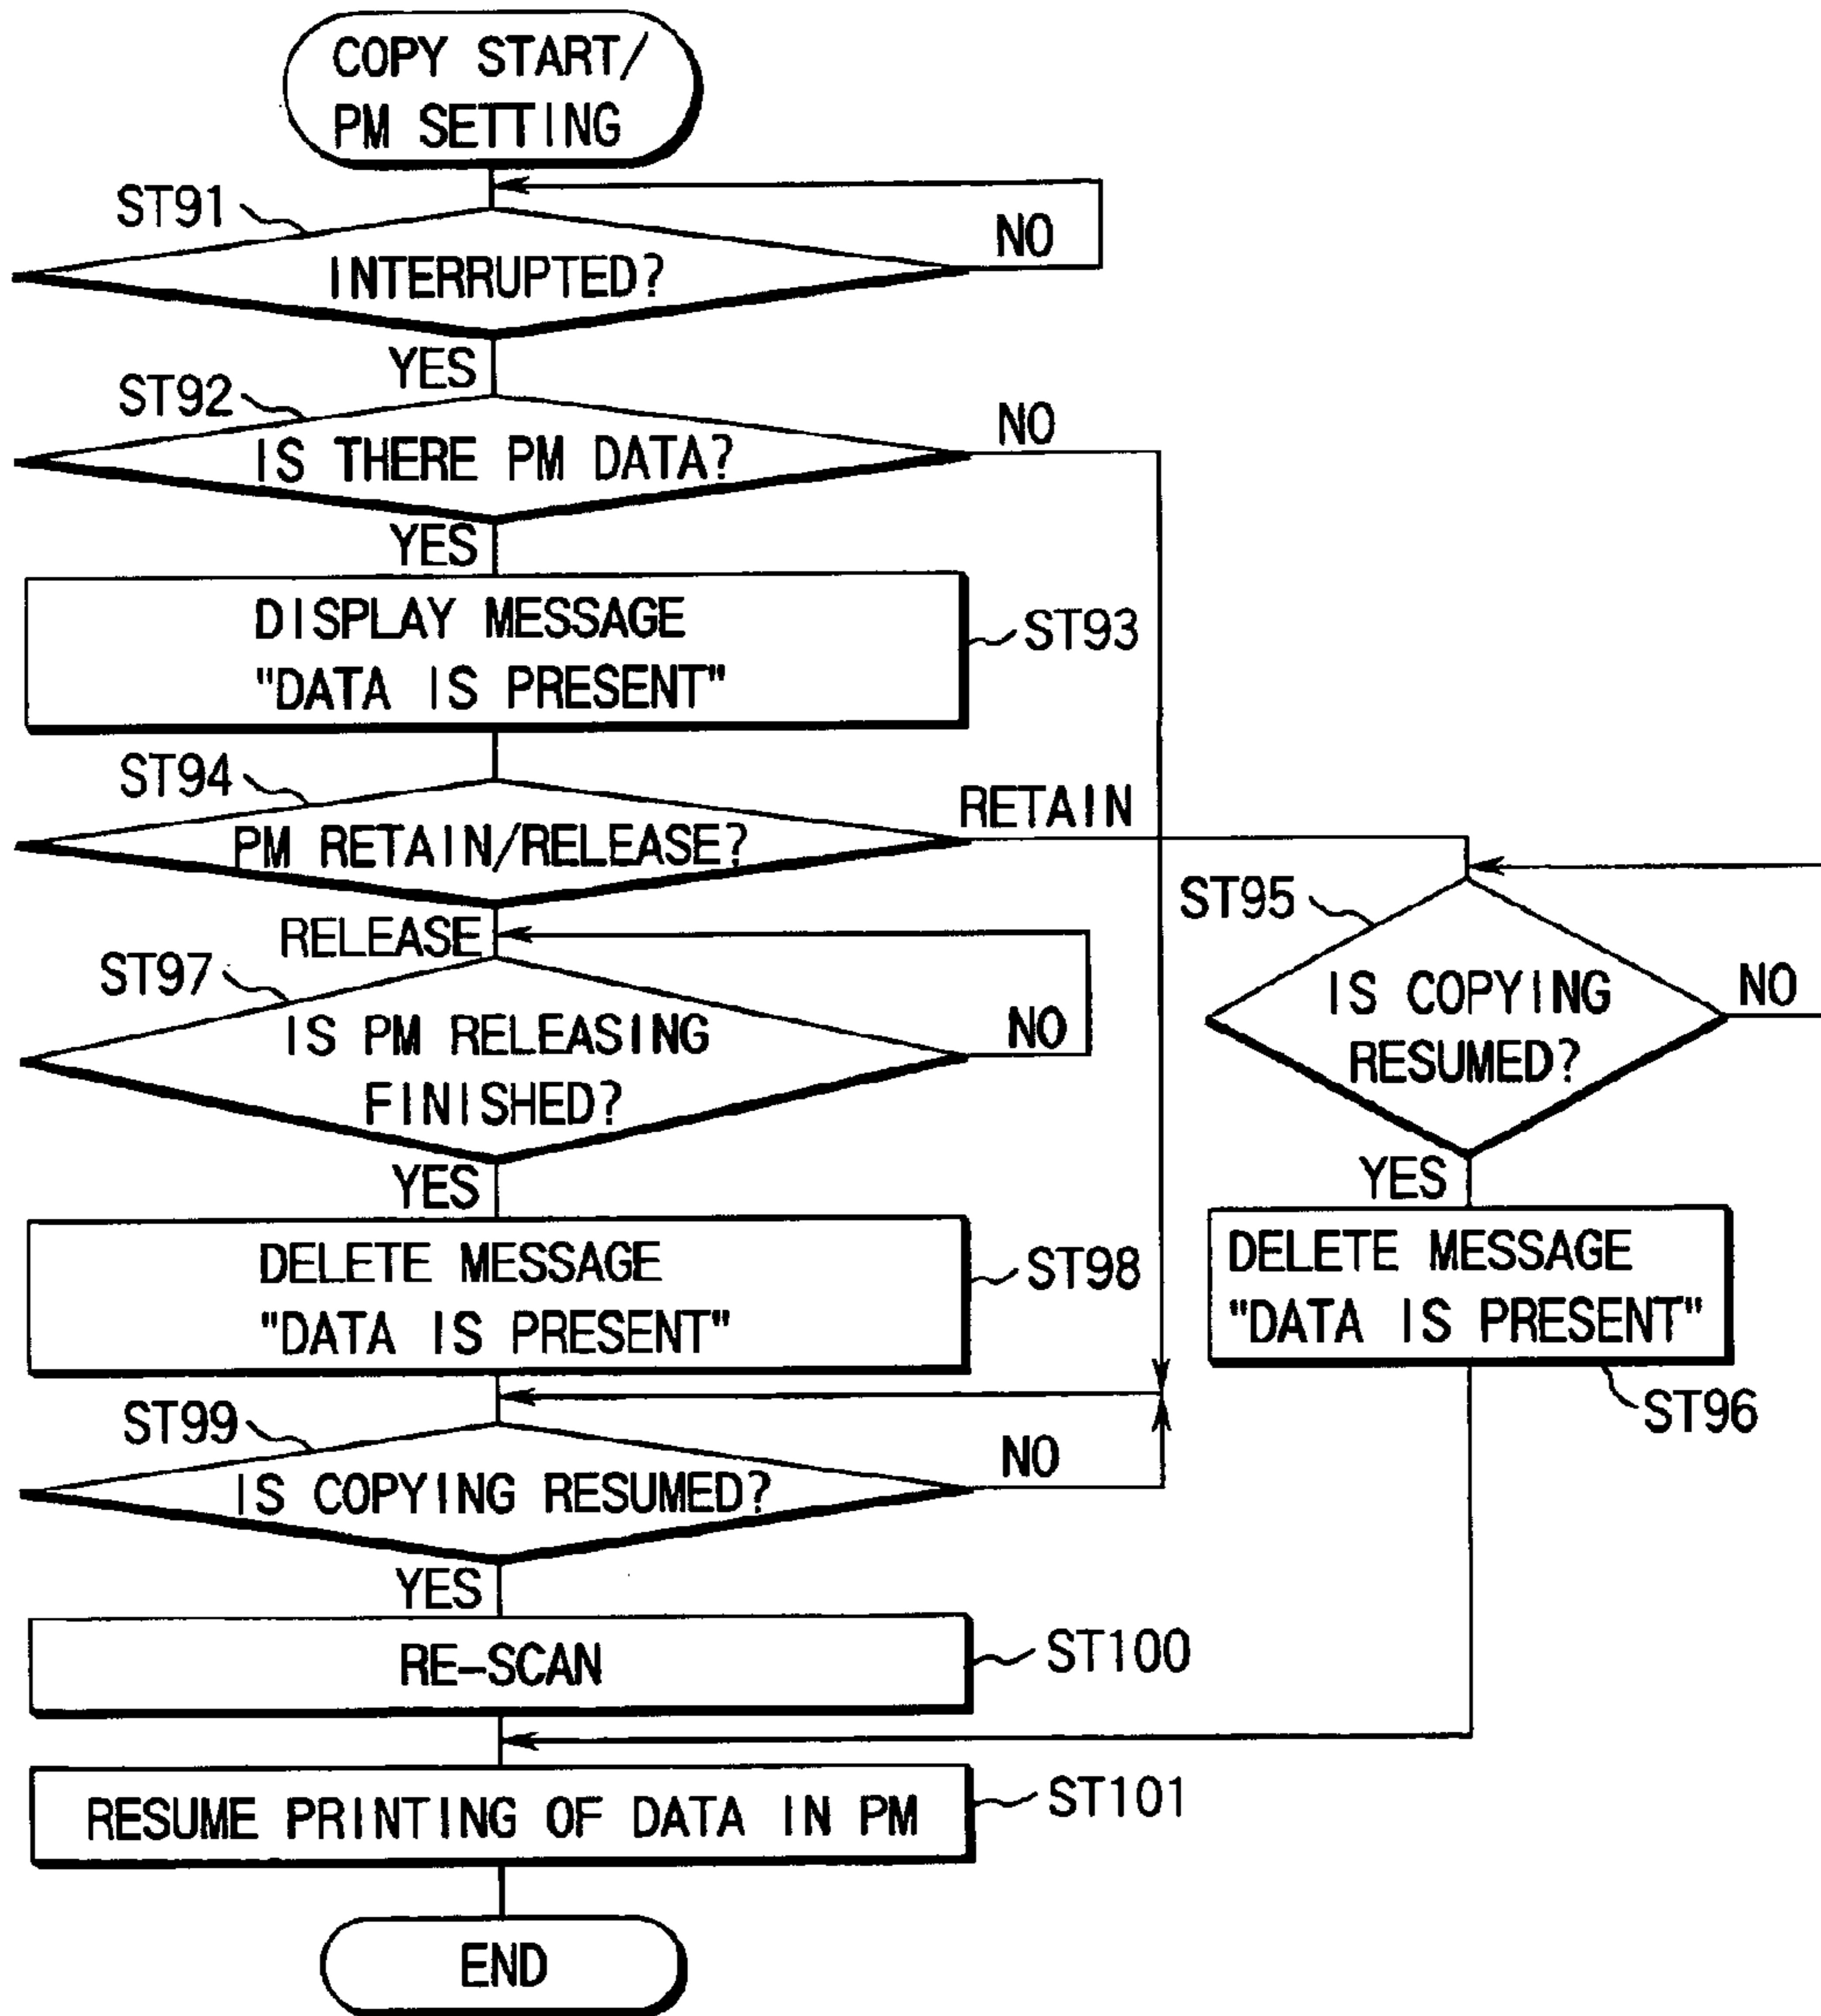 COPY START/
PM SETTING
ST91
NO
INTERRUPTED?
YES
ST92
NO
IS THERE PM DATA?
YES
DISPLAY MESSAGE
"DATA IS PRESENT"
ST93
ST94
RETAIN
PM RETAIN/RELEASE?
RELEASE
ST95
IS COPYING
RESUMED?
NO
YES
DELETE MESSAGE
"DATA IS PRESENT"
ST96
ST97
IS PM RELEASING
FINISHED?
NO
YES
DELETE MESSAGE
"DATA IS PRESENT"
ST98
ST99
NO
IS COPYING RESUMED?
YES
RE-SCAN
ST100
RESUME PRINTING OF DATA IN PM
ST101
END